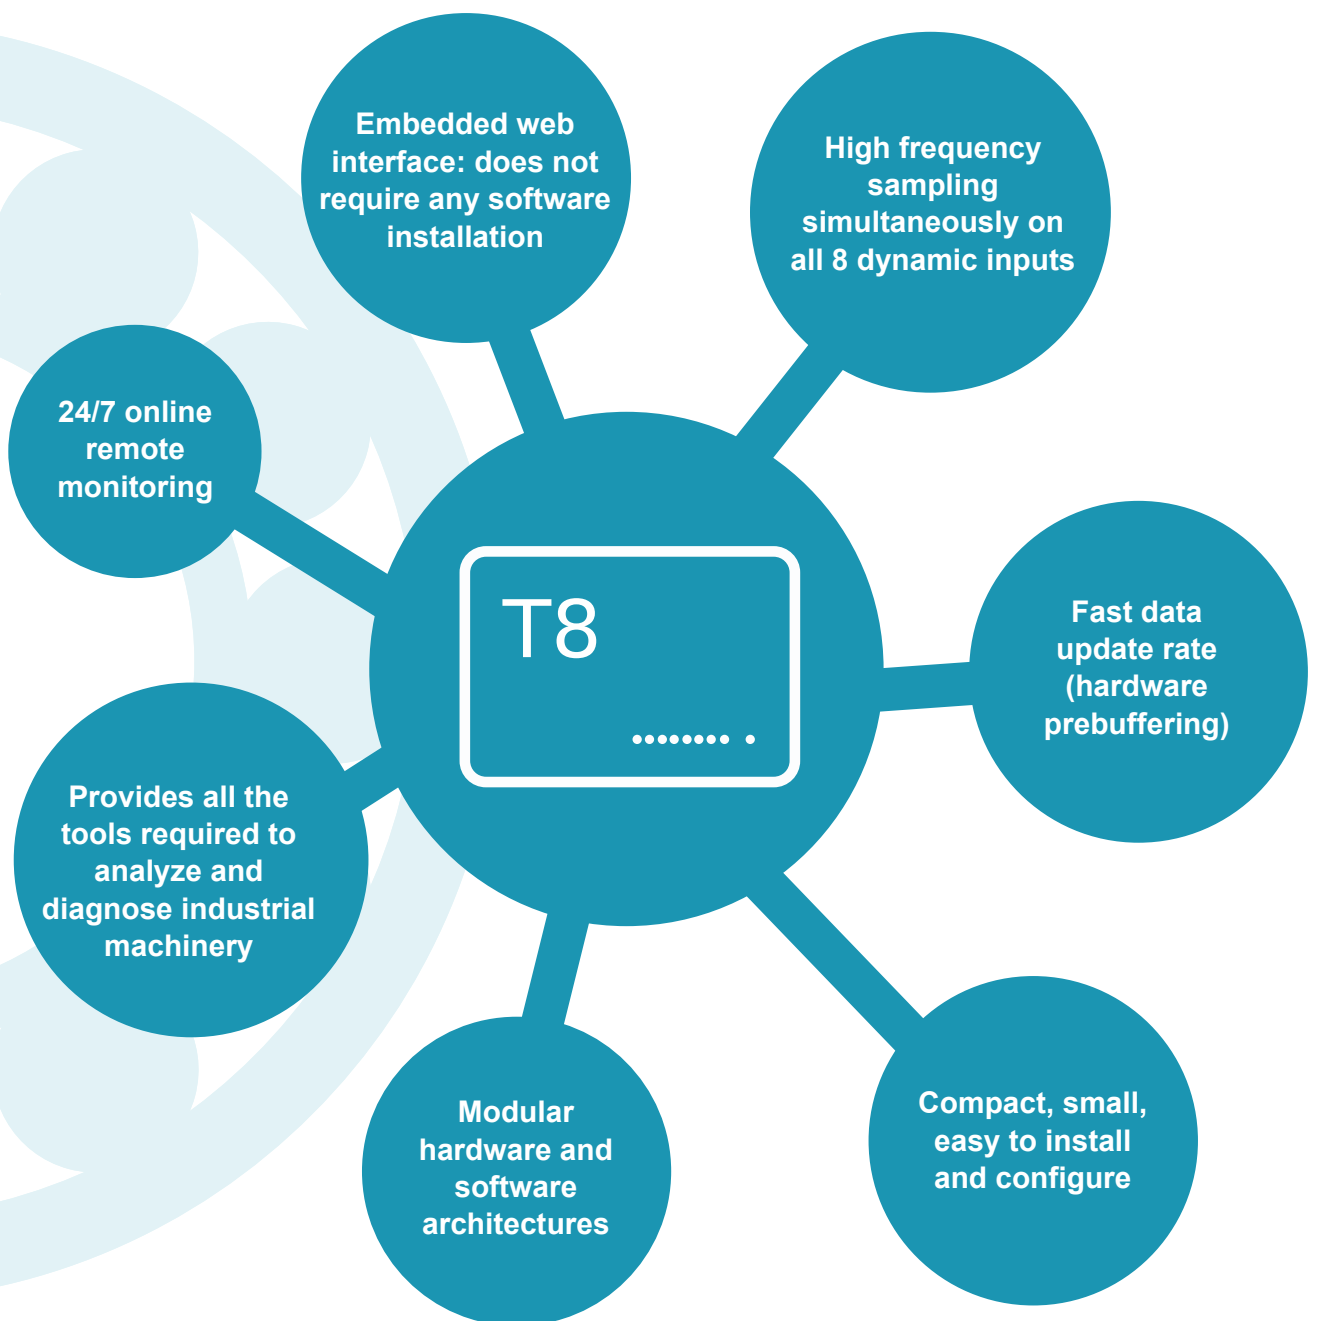 Embedded web
interface: does not
require any software
installation
High frequency
sampling
simultaneously on
all 8 dynamic inputs
24/7 online
remote
monitoring
T8
Fast data
update rate
(hardware
prebuffering)
Provides all the
tools required to
analyze and
diagnose industrial
machinery
Modular
hardware and
software
architectures
Compact, small,
easy to install
and configure